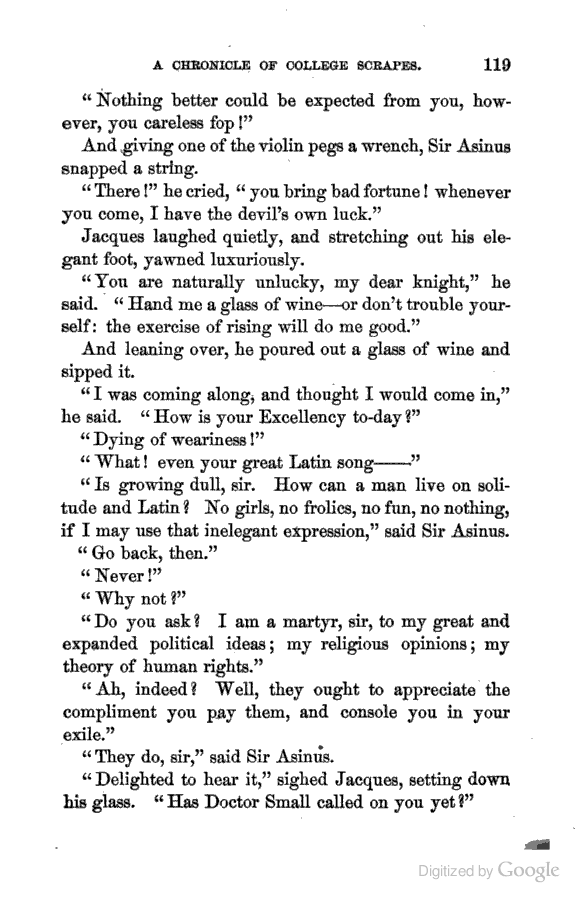 A CHRONICLE OF COLLEGE SCRAPES. 119
“Nothing better could be expected from you, how-
ever, you careless fop!”
And giving one of the violin pegs a wrench, Sir Asinus
snapped a string.
“There!” he cried, “you bring bad fortune! whenever
you come, I have the devil’s own luck.”
Jacques laughed quietly, and stretching out his ele-
gant foot, yawned luxuriously.
“You are naturally unlucky, my dear knight,” he
said. “Hand me a glass of wine—or don’t trouble your-
self: the exercise of rising will do me good.”
And leaning over, he poured out a glass of wine and
sipped it.
“I was coming along, and thought I would come in,”
he said. “How is your Excellency to-day?”
“Dying of weariness!”
“What! even your great Latin song——”
“Is growing dull, sir. How can a man live on soli-
tude and Latin? No girls, no frolics, no fun, no nothing,
if I may use that inelegant expression,” said Sir Asinus.
“Go back, then.”
“Never!”
“Why not?”
“Do you ask? I am a martyr, sir, to my great and
expanded political ideas; my religious opinions; my
theory of human rights.”
“Ah, indeed? Well, they ought to appreciate the
compliment you pay them, and console you in your
exile.”
“They do, sir,” said Sir Asinus.
“Delighted to hear it,” sighed Jacques, setting down
his glass. “Has Doctor Small called on you yet?”
Digitized by Google